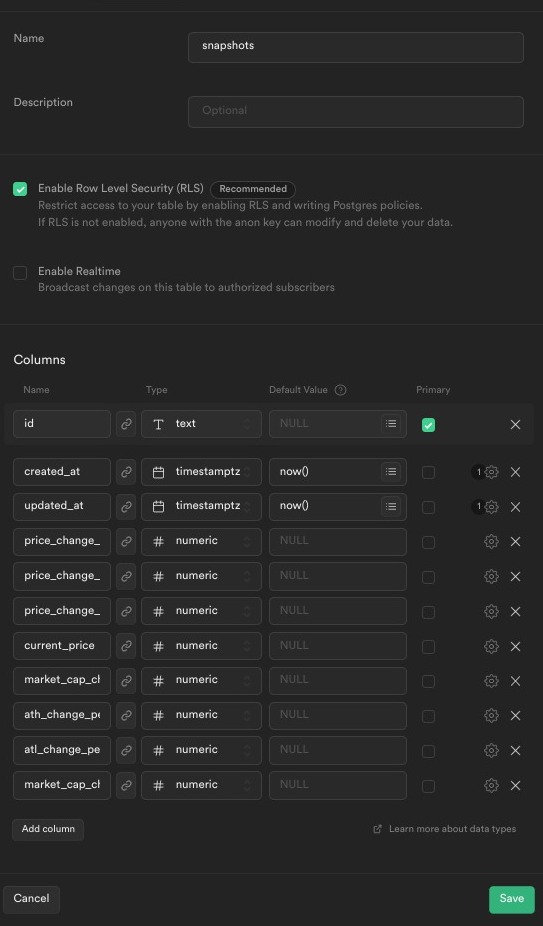 Name
snapshots
Description
Optional
Enable Row Level Security (RLS) Recommended
Restrict access to your table by enabling RLS and writing Postgres policies.
If RLS is not enabled, anyone with the anon key can modify and delete your data.
Enable Realtime
Broadcast changes on this table to authorized subscribers
Columns
Name Type Default Value ? Primary
id text NULL
created_at timestamptz now() 1
updated_at timestamptz now() 1
price_change_ numeric NULL
price_change_ numeric NULL
price_change_ numeric NULL
current_price numeric NULL
market_cap_ch numeric NULL
ath_change_pe numeric NULL
atl_change_pe numeric NULL
market_cap_ch numeric NULL
Add column Learn more about data types
Cancel Save